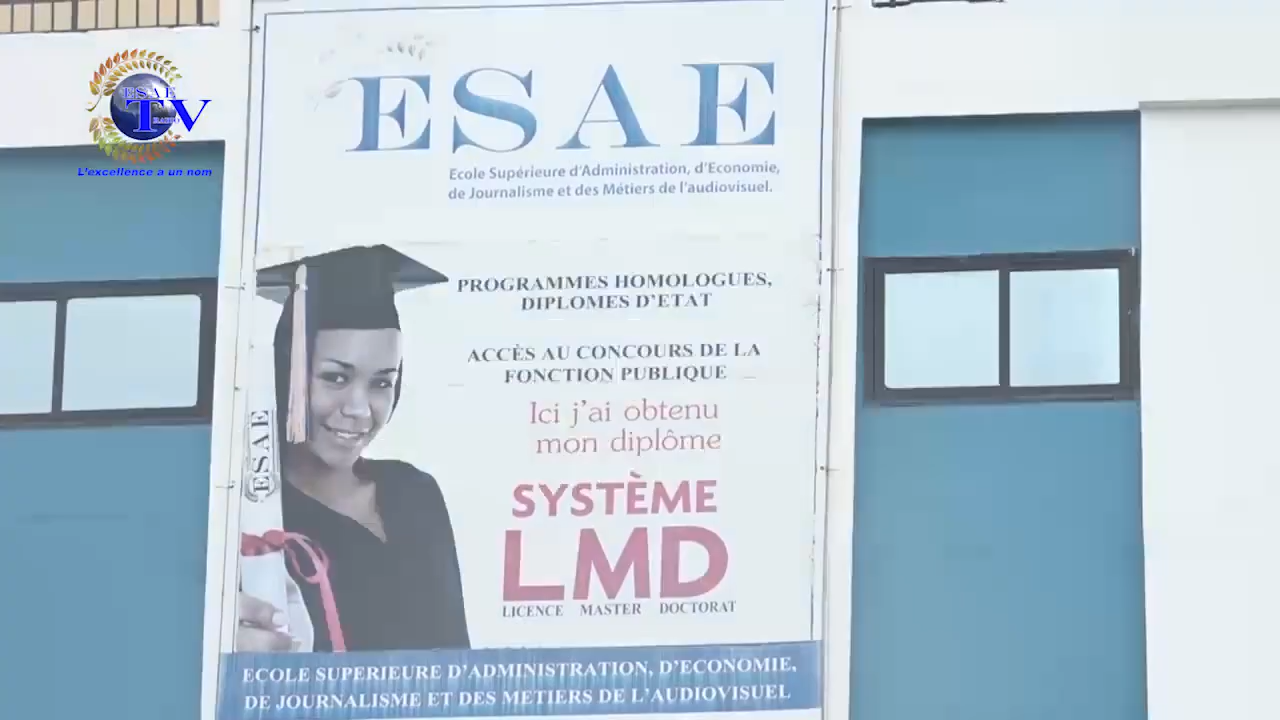 ESAE
TV
RADIO
L'excellence a un nom
ESAE
Ecole Supérieure d'Administration, d'Economie,
de Journalisme et des Métiers de l'audiovisuel.
PROGRAMMES HOMOLOGUES,
DIPLOMES D'ETAT
ACCÈS AU CONCOURS DE LA
FONCTION PUBLIQUE
Ici j'ai obtenu
mon diplôme
SYSTÈME
LMD
LICENCE MASTER DOCTORAT
ESAE
ECOLE SUPERIEURE D'ADMINISTRATION, D'ECONOMIE,
DE JOURNALISME ET DES METIERS DE L'AUDIOVISUEL